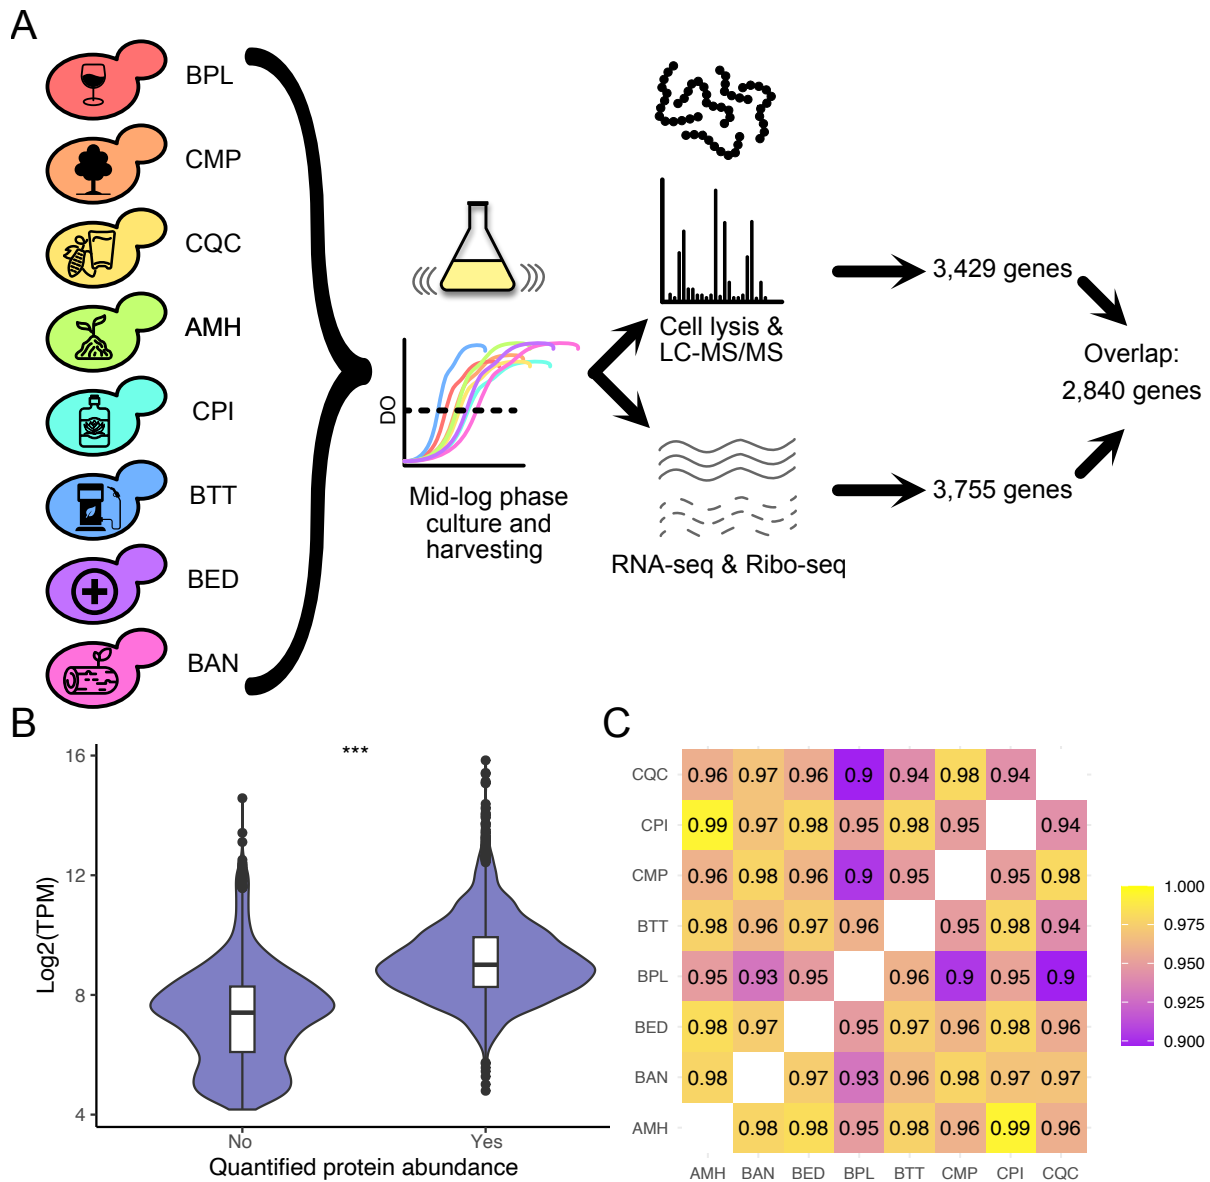 A
BPL
CMP
CQC
AMH
CPI
BTT
BED
BAN
DO
Mid-log phase
culture and
harvesting
Cell lysis &
LC-MS/MS
RNA-seq & Ribo-seq
3,429 genes
3,755 genes
Overlap:
2,840 genes
B
***
Log2(TPM)
16
12
8
4
No Yes
Quantified protein abundance
C
CQC 0.96 0.97 0.96 0.9 0.94 0.98 0.94
CPI 0.99 0.97 0.98 0.95 0.98 0.95 0.94
CMP 0.96 0.98 0.96 0.9 0.95 0.95 0.98
BTT 0.98 0.96 0.97 0.96 0.95 0.98 0.94
BPL 0.95 0.93 0.95 0.96 0.9 0.95 0.9
BED 0.98 0.97 0.95 0.97 0.96 0.98 0.96
BAN 0.98 0.97 0.93 0.96 0.98 0.97 0.97
AMH 0.98 0.98 0.95 0.98 0.96 0.99 0.96
AMH BAN BED BPL BTT CMP CPI CQC
1.000
0.975
0.950
0.925
0.900